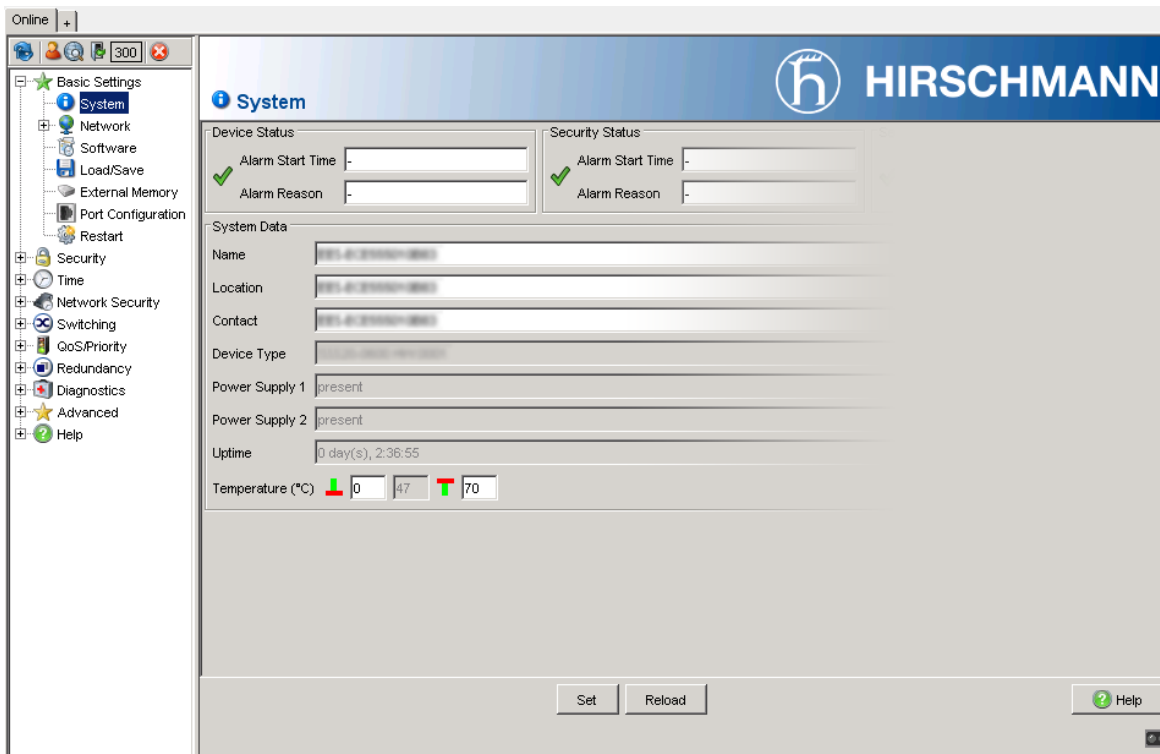 Online +
300
Basic Settings
System
Network
Software
Load/Save
External Memory
Port Configuration
Restart
Security
Time
Network Security
Switching
QoS/Priority
Redundancy
Diagnostics
Advanced
Help
System
HIRSCHMANN
Device Status
Alarm Start Time -
Alarm Reason -
Security Status
Alarm Start Time -
Alarm Reason -
System Data
Name
Location
Contact
Device Type
Power Supply 1 present
Power Supply 2 present
Uptime 0 day(s), 2:36:55
Temperature (°C) 0 47 70
Set Reload Help